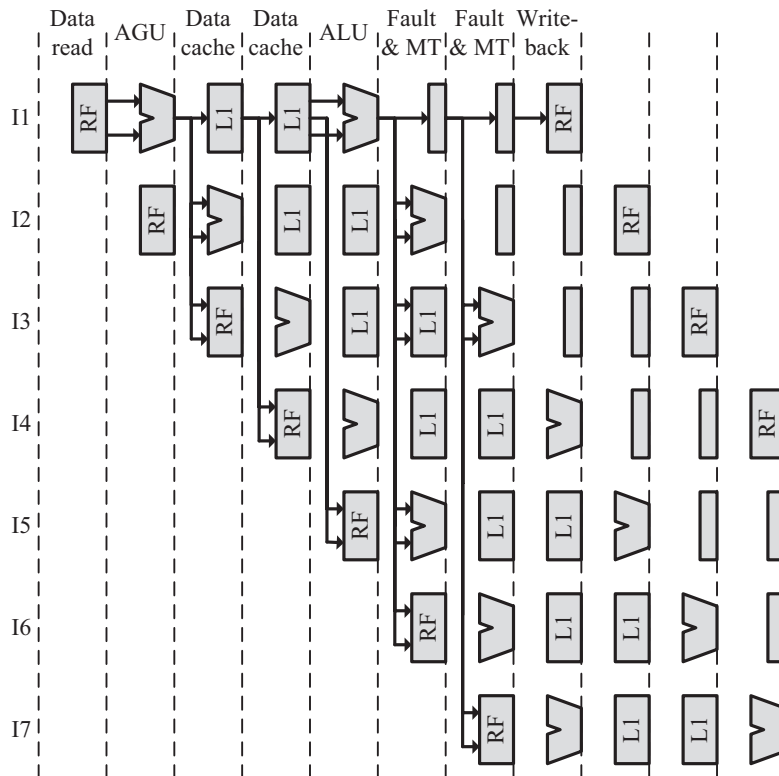 Data read
AGU
Data cache
Data cache
ALU
Fault & MT
Fault & MT
Write-back
I1 RF L1 L1 RF
I2 RF L1 L1 RF
I3 RF L1 L1 RF
I4 RF L1 L1 RF
I5 RF L1 L1
I6 RF L1 L1
I7 RF L1 L1